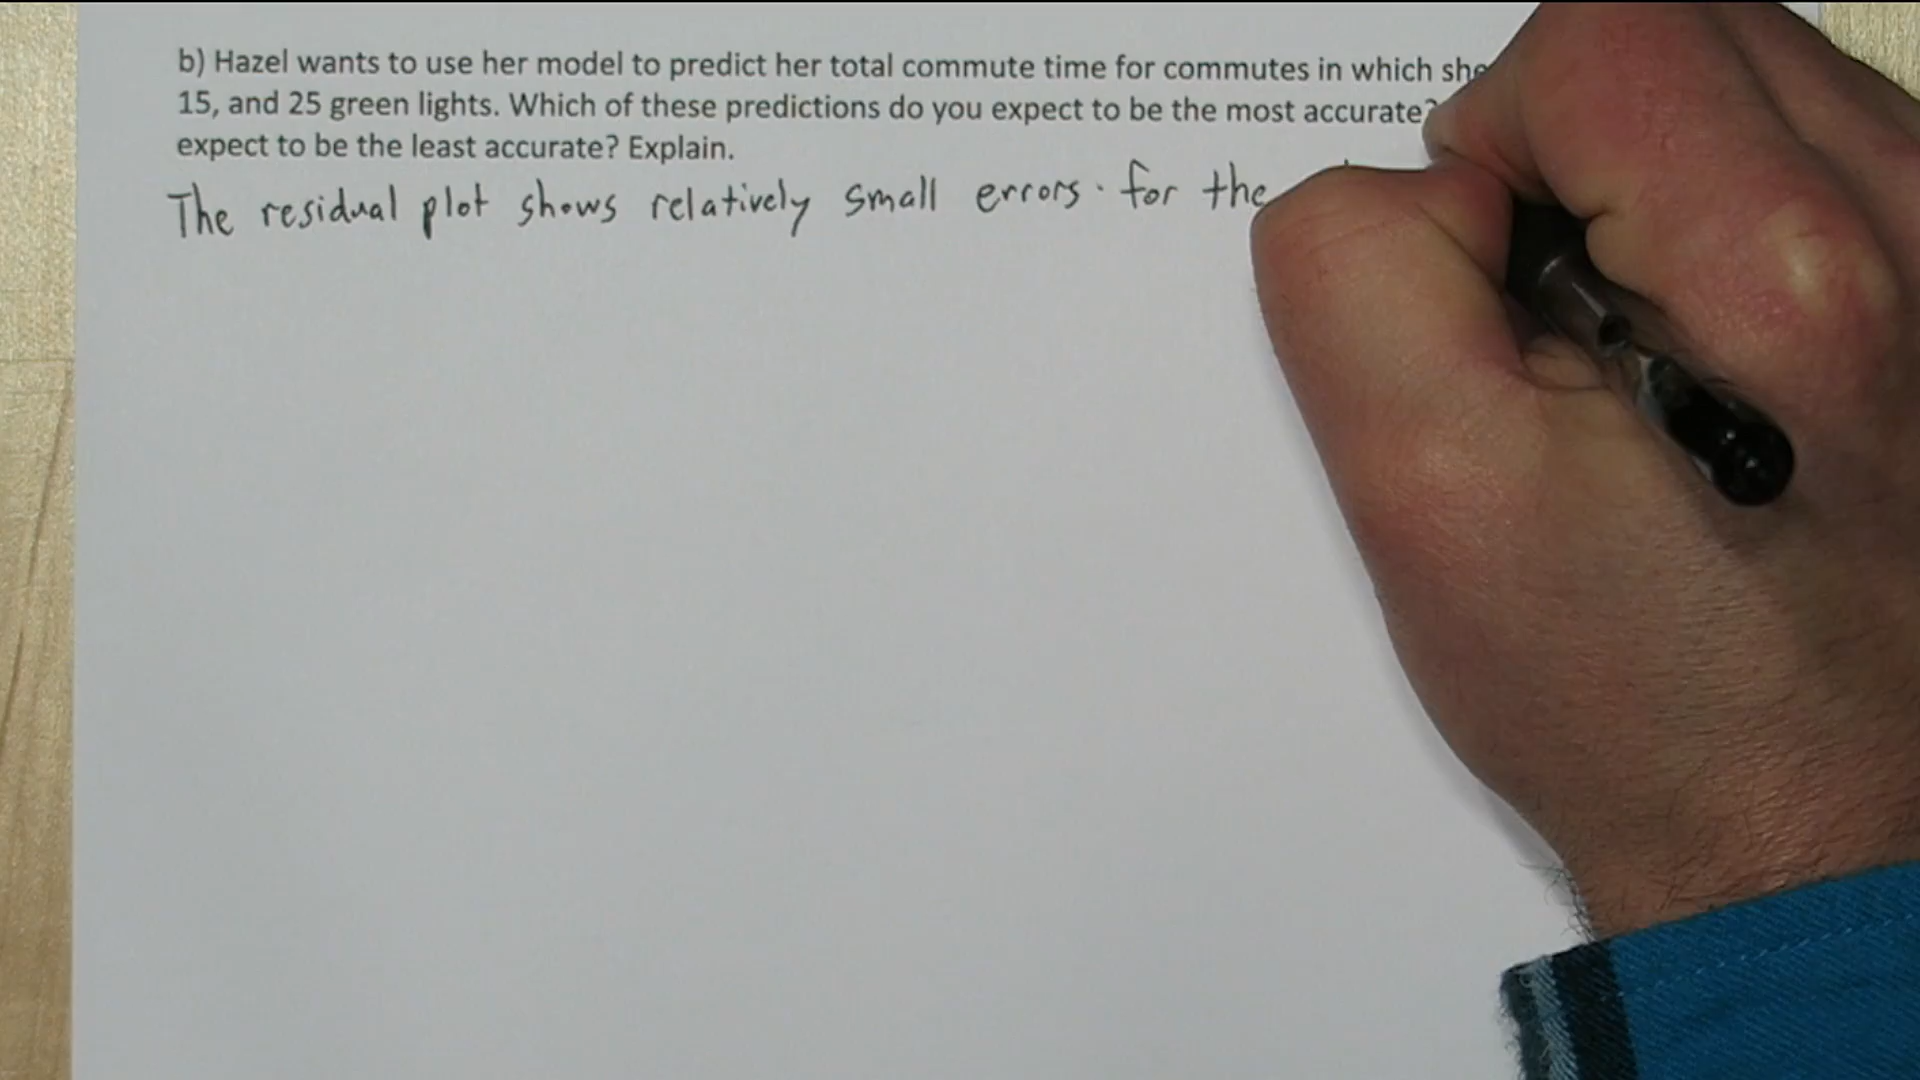 b) Hazel wants to use her model to predict her total commute time for commutes in which she
15, and 25 green lights. Which of these predictions do you expect to be the most accurate?
expect to be the least accurate? Explain.
The residual plot shows relatively small errors for the